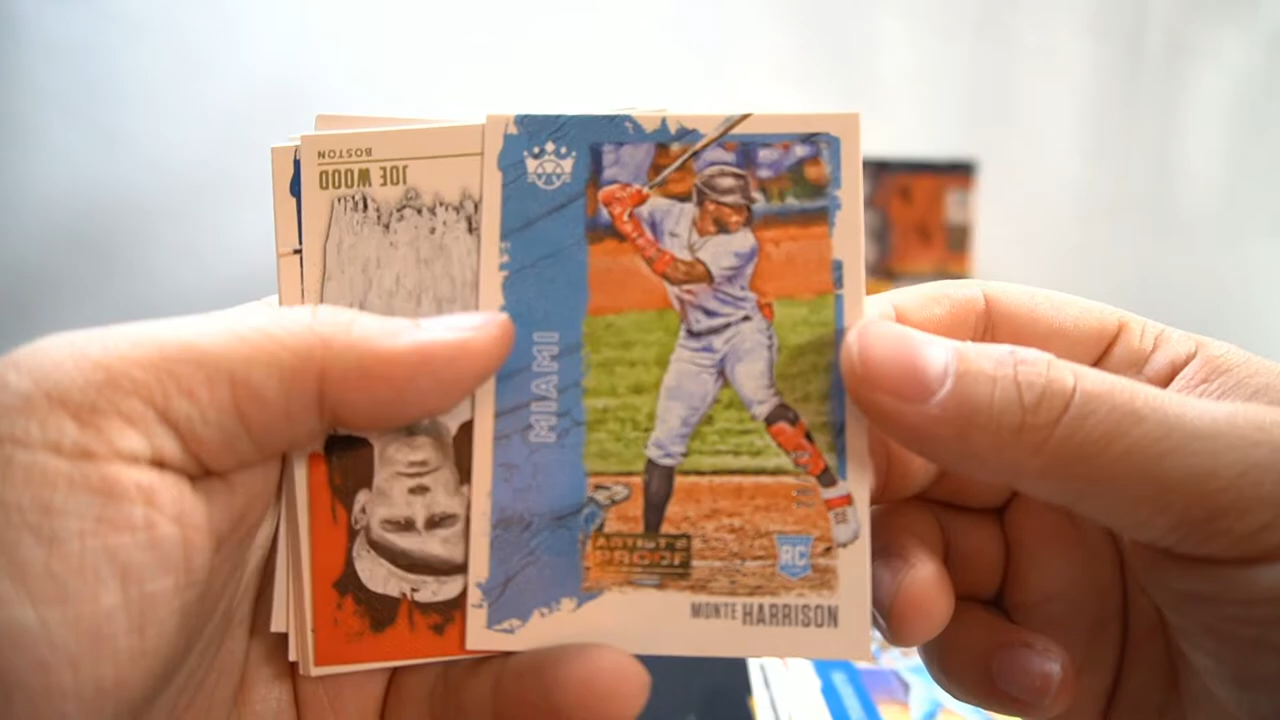 BOSTON
JOE WOOD
MIAMI
ARTIST'S
PROOF
RC
MONTE HARRISON